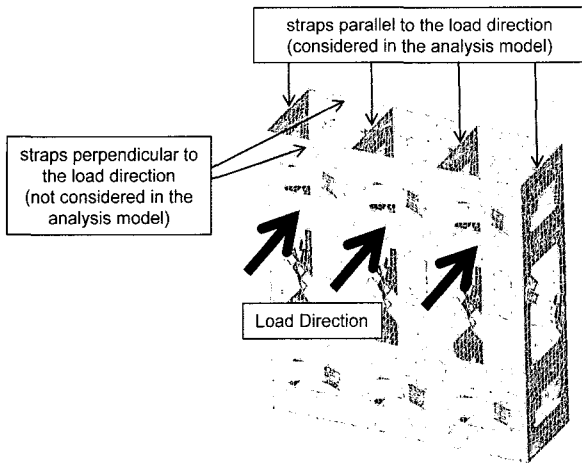 straps parallel to the load direction
(considered in the analysis model)
straps perpendicular to
the load direction
(not considered in the
analysis model)
Load Direction